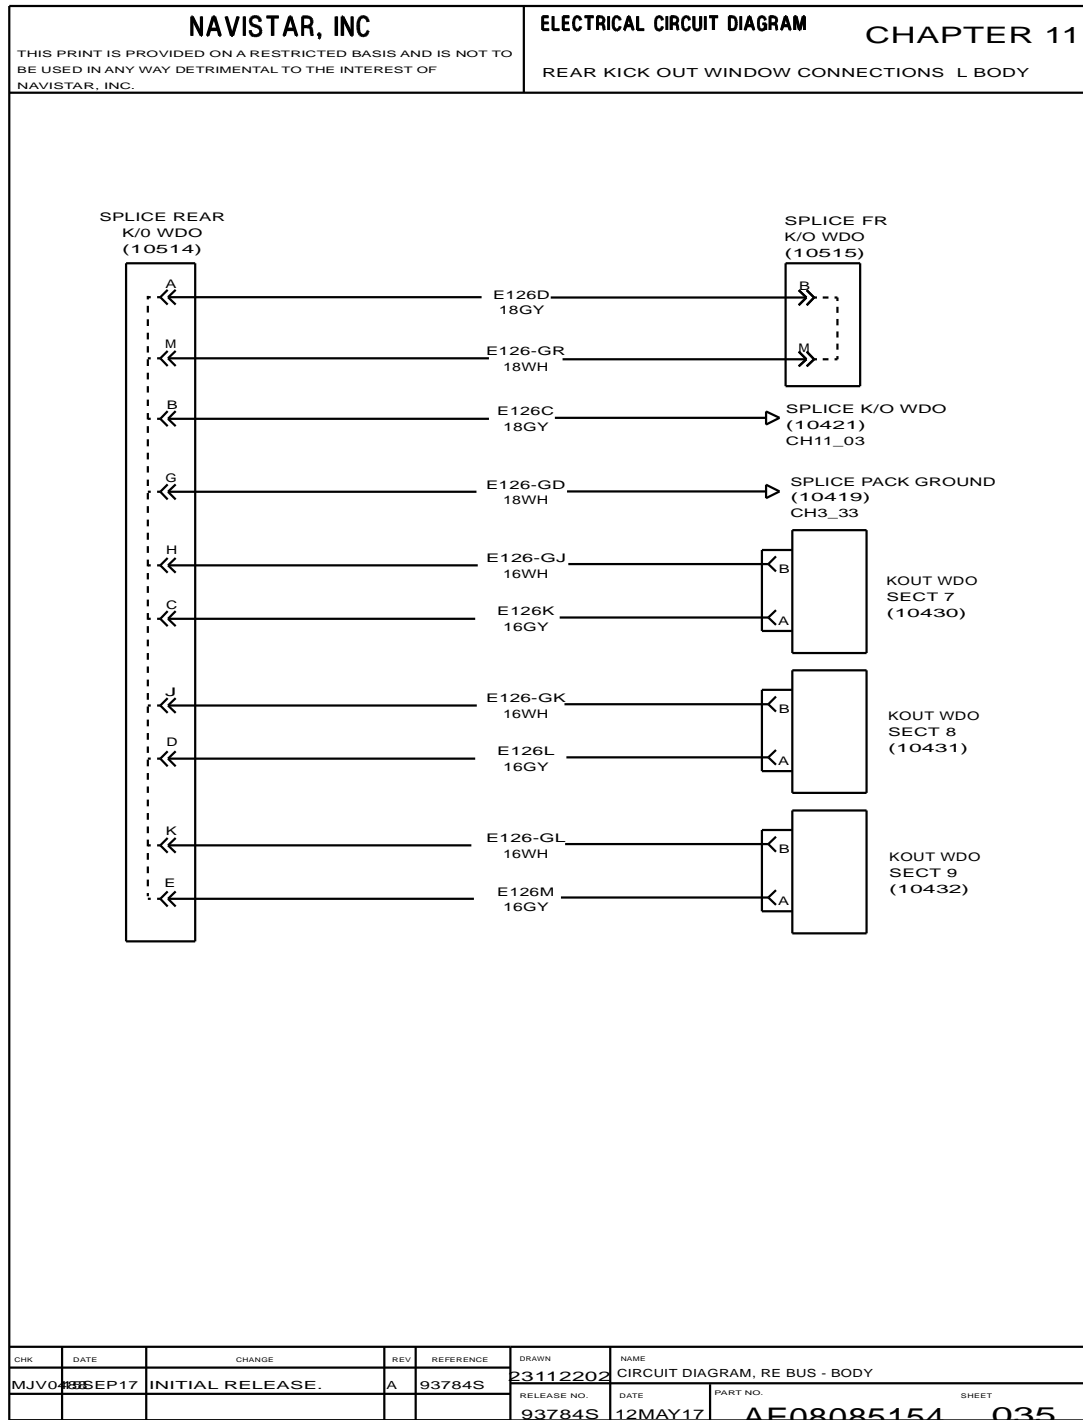 NAVISTAR, INC
THIS PRINT IS PROVIDED ON A RESTRICTED BASIS AND IS NOT TO
BE USED IN ANY WAY DETRIMENTAL TO THE INTEREST OF
NAVISTAR, INC.
ELECTRICAL CIRCUIT DIAGRAM
CHAPTER 11
REAR KICK OUT WINDOW CONNECTIONS L BODY
SPLICE REAR
K/0 WDO
(10514)
SPLICE FR
K/O WDO
(10515)
A
E126D
18GY
B
M
E126-GR
18WH
M
B
E126C
18GY
SPLICE K/O WDO
(10421)
CH11_03
G
E126-GD
18WH
SPLICE PACK GROUND
(10419)
CH3_33
H
E126-GJ
16WH
B
C
E126K
16GY
A
KOUT WDO
SECT 7
(10430)
J
E126-GK
16WH
B
D
E126L
16GY
A
KOUT WDO
SECT 8
(10431)
K
E126-GL
16WH
B
E
E126M
16GY
A
KOUT WDO
SECT 9
(10432)
CHK DATE CHANGE REV REFERENCE
INITIAL RELEASE. A 93784S
DRAWN
23112202
NAME
CIRCUIT DIAGRAM, RE BUS - BODY
RELEASE NO.
93784S
DATE
12MAY17
PART NO.
AE08085154
SHEET
035